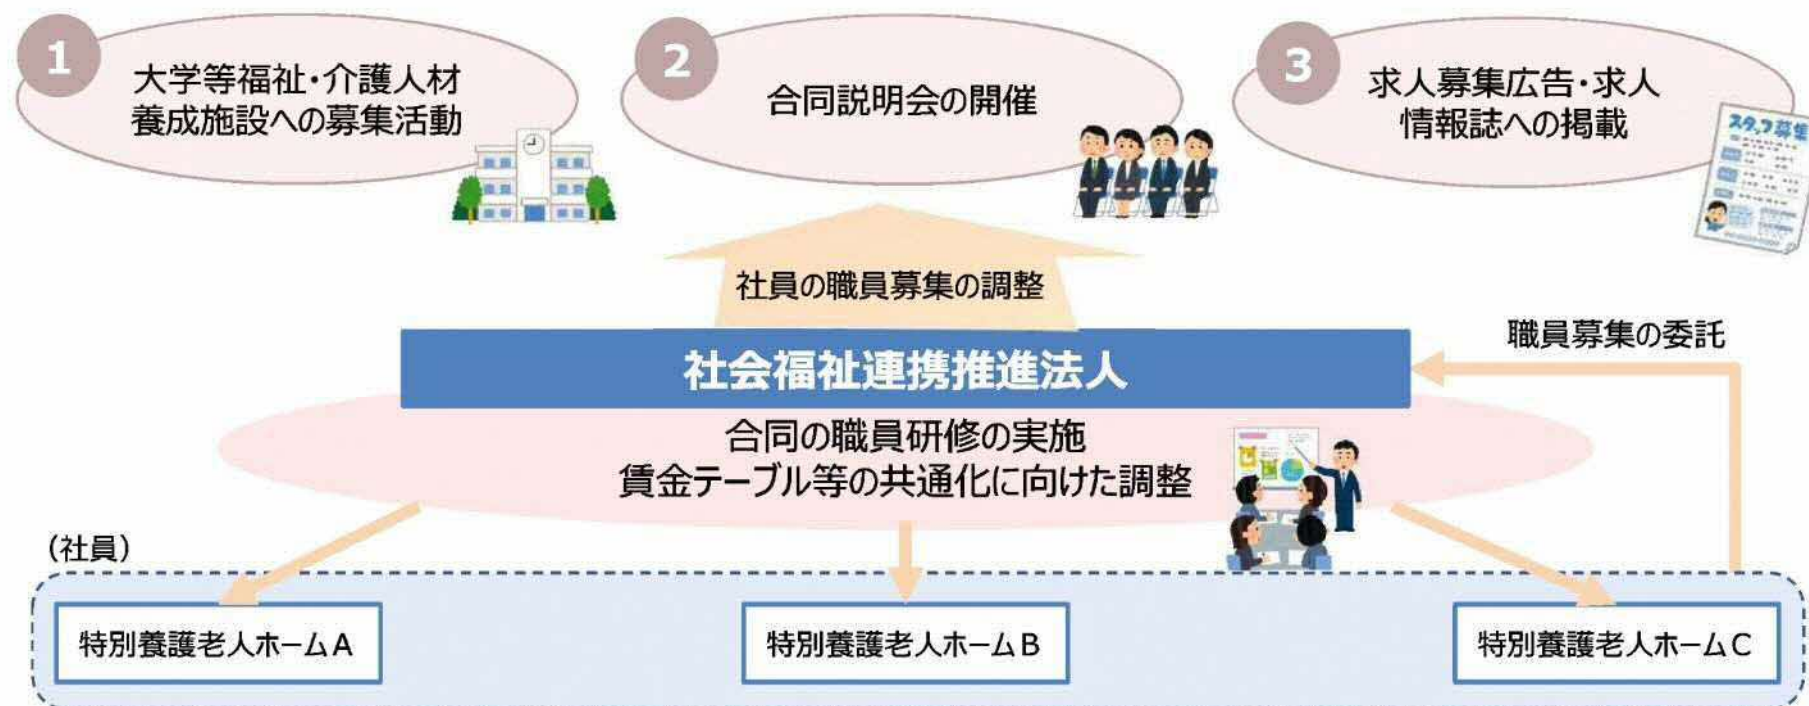 1
大学等福祉・介護人材
養成施設への募集活動
2
合同説明会の開催
3
求人募集広告・求人
情報誌への掲載
スタッフ募集
社員の職員募集の調整
職員募集の委託
社会福祉連携推進法人
合同の職員研修の実施
賃金テーブル等の共通化に向けた調整
(社員)
特別養護老人ホームA
特別養護老人ホームB
特別養護老人ホームC